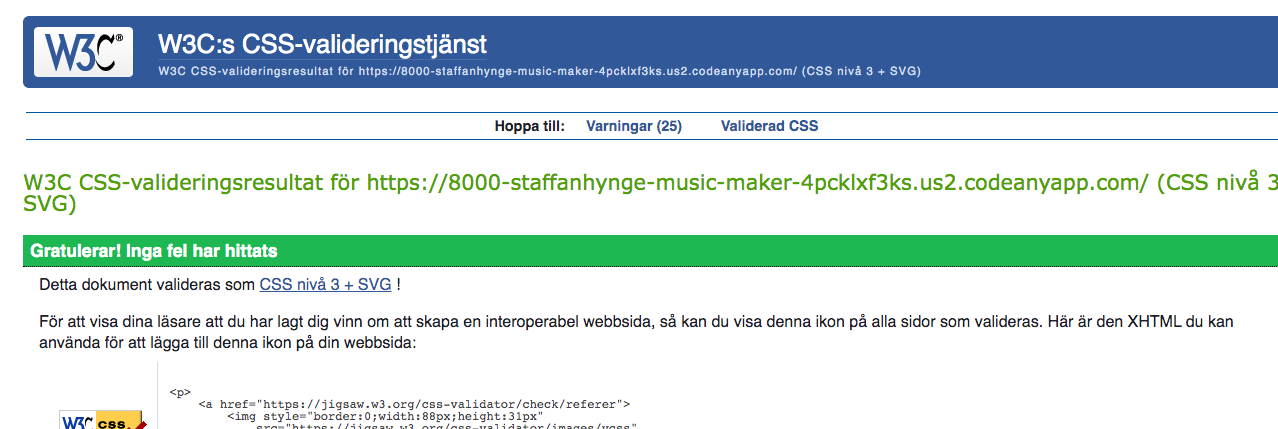 W3C® W3C:s CSS-valideringstjänst
W3C CSS-valideringsresultat för https://8000-staffanhynge-music-maker-4pcklxf3ks.us2.codeanyapp.com/ (CSS nivå 3 + SVG)
Hoppa till: Varningar (25) Validerad CSS
W3C CSS-valideringsresultat för https://8000-staffanhynge-music-maker-4pcklxf3ks.us2.codeanyapp.com/ (CSS nivå 3
SVG)
Gratulerar! Inga fel har hittats
Detta dokument valideras som CSS nivå 3 + SVG !
För att visa dina läsare att du har lagt dig vinn om att skapa en interoperabel webbsida, så kan du visa denna ikon på alla sidor som valideras. Här är den XHTML du kan
använda för att lägga till denna ikon på din webbsida:
<p>
<a href="https://jigsaw.w3.org/css-validator/check/referer">
<img style="border:0;width:88px;height:31px"
src="https://jigsaw.w3.org/css-validator/images/vcss"
W3C css